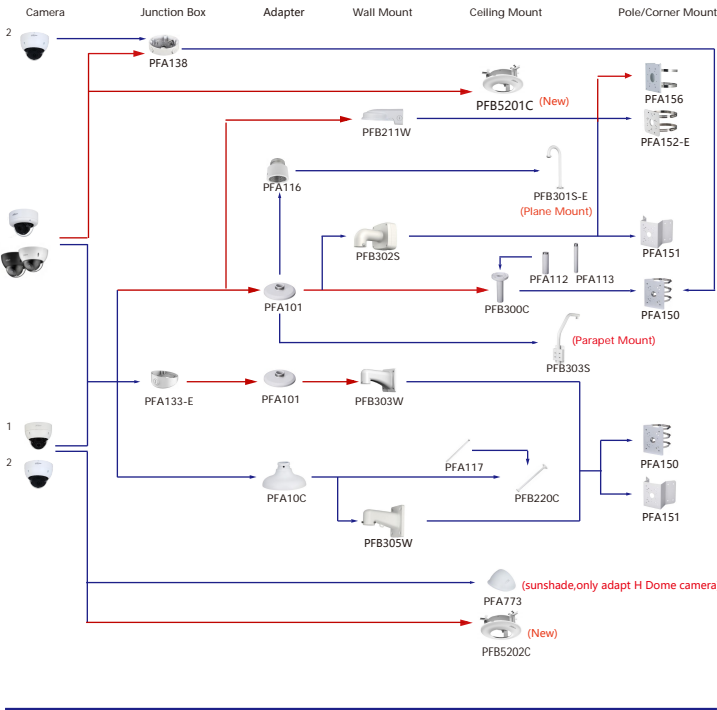 Camera Junction Box Adapter Wall Mount Ceiling Mount Pole/Corner Mount
2
PFA138
PFB5201C (New)
PFA156
PFB211W
PFA152-E
PFA116
PFB301S-E
(Plane Mount)
PFB302S
PFA151
PFA112 PFA113
PFA101
PFB300C
PFA150
(Parapet Mount)
PFB303S
PFA133-E
PFA101
PFB303W
1
2
PFA117
PFA150
PFA10C
PFB220C
PFA151
PFB305W
(sunshade,only adapt H Dome camera
PFA773
(New)
PFB5202C